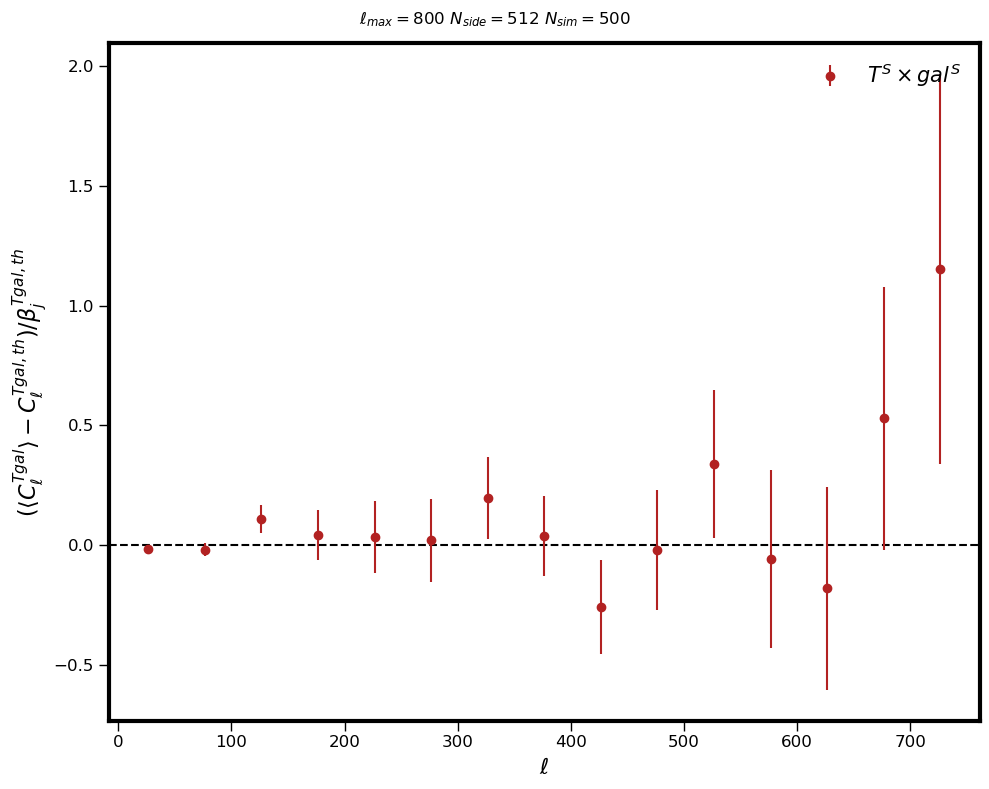 ℓ_max = 800 N_side = 512 N_sim = 500
T^S × gal^S
(⟨C_ℓ^{Tgal}⟩ − C_ℓ^{Tgal, th})/β_j^{Tgal, th}
2.0
1.5
1.0
0.5
0.0
−0.5
0 100 200 300 400 500 600 700
ℓ